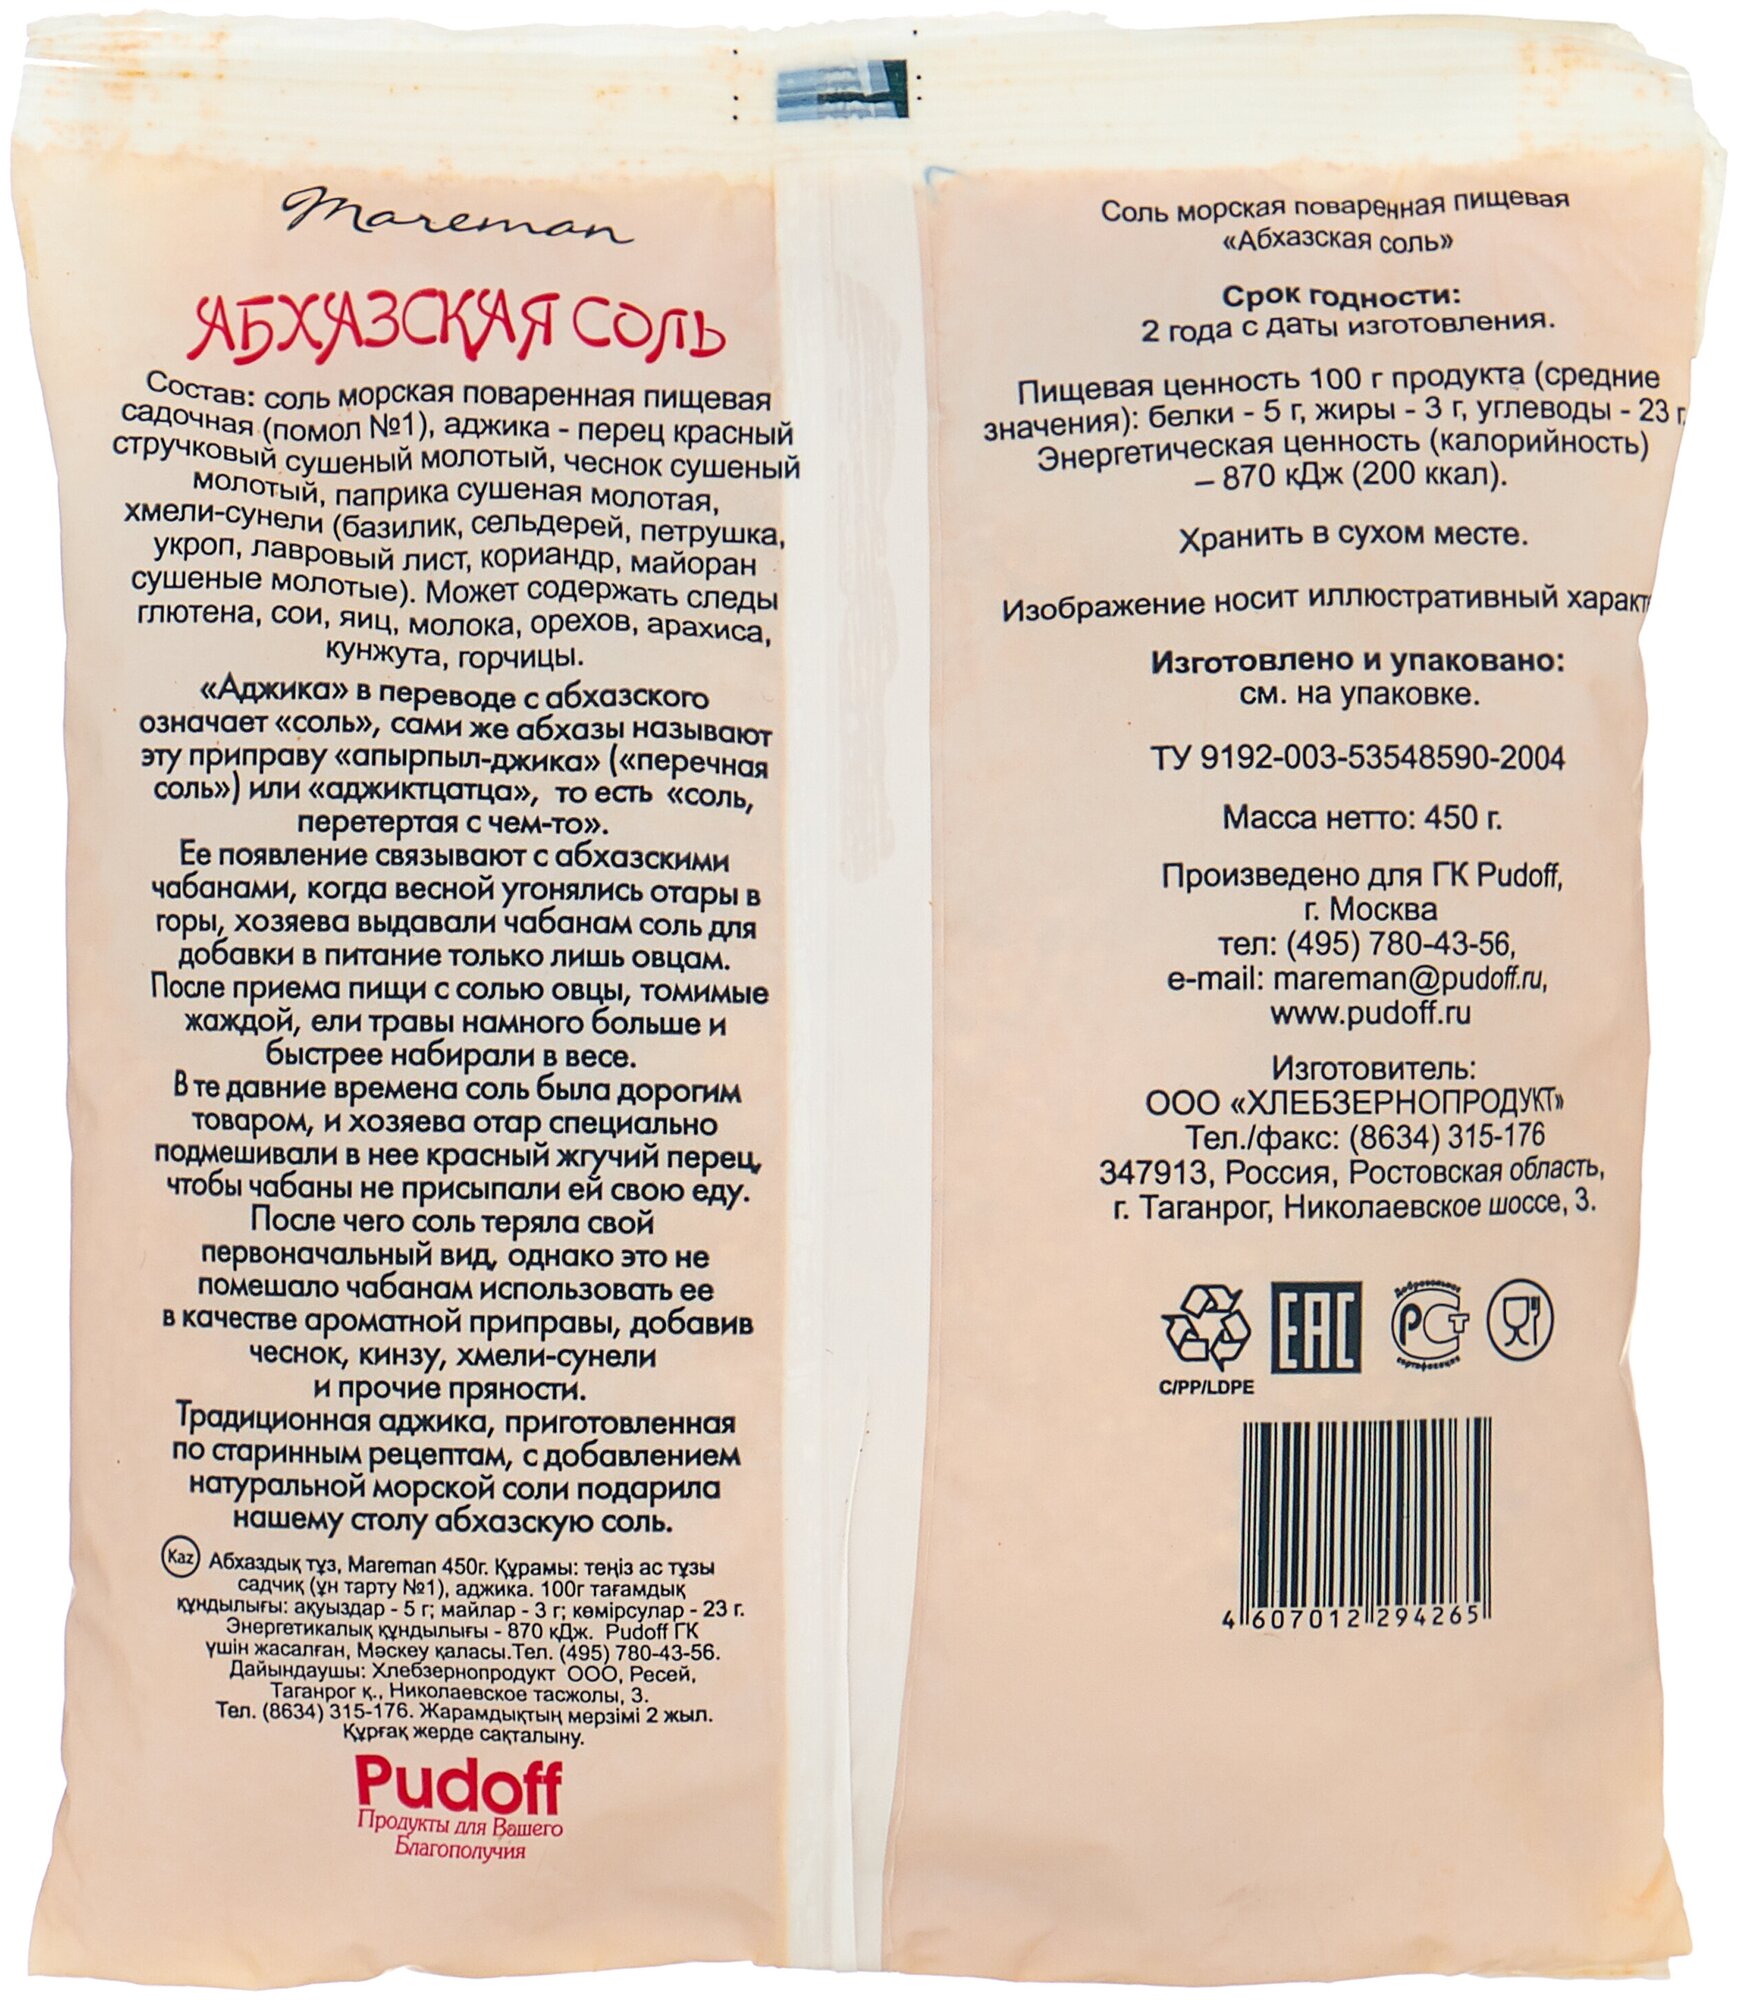 Mareman
АБХАЗСКАЯ СОЛЬ
Состав: соль морская поваренная пищевая
садочная (помол №1), аджика - перец красный
стручковый сушеный молотый, чеснок сушеный
молотый, паприка сушеная молотая,
хмели-сунели (базилик, сельдерей, петрушка,
укроп, лавровый лист, кориандр, майоран
сушеные молотые). Может содержать следы
глютена, сои, яиц, молока, орехов, арахиса,
кунжута, горчицы.
«Аджика» в переводе с абхазского
означает «соль», сами же абхазы называют
эту приправу «апырпыл-джика» («перечная
соль») или «аджиктцатца», то есть «соль,
перетертая с чем-то».
Ее появление связывают с абхазскими
чабанами, когда весной угонялись отары в
горы, хозяева выдавали чабанам соль для
добавки в питание только лишь овцам.
После приема пищи с солью овцы, томимые
жаждой, ели травы намного больше и
быстрее набирали в весе.
В те давние времена соль была дорогим
товаром, и хозяева отар специально
подмешивали в нее красный жгучий перец,
чтобы чабаны не присыпали ей свою еду.
После чего соль теряла свой
первоначальный вид, однако это не
помешало чабанам использовать ее
в качестве ароматной приправы, добавив
чеснок, кинзу, хмели-сунели
и прочие пряности.
Традиционная аджика, приготовленная
по старинным рецептам, с добавлением
натуральной морской соли подарила
нашему столу абхазскую соль.
Kaz Абхаздық тұз, Mareman 450г. Құрамы: теңіз ас тұзы
садчик (ұн тарту №1), аджика. 100г тағамдық
құндылығы: ақуыздар - 5 г; майлар - 3 г; көмірсулар - 23 г.
Энергетикалық құндылығы - 870 кДж. Pudoff ГК
үшін жасалған, Мәскеу қаласы.Тел. (495) 780-43-56.
Дайындаушы: Хлебзернопродукт ООО, Ресей,
Таганрог қ., Николаевское тасжолы, 3.
Тел. (8634) 315-176. Жарамдықтың мерзімі 2 жыл.
Құрғақ жерде сақталыну.
Pudoff
Продукты для Вашего
Благополучия
Соль морская поваренная пищевая
«Абхазская соль»
Срок годности:
2 года с даты изготовления.
Пищевая ценность 100 г продукта (средние
значения): белки - 5 г, жиры - 3 г, углеводы - 23 г.
Энергетическая ценность (калорийность)
– 870 кДж (200 ккал).
Хранить в сухом месте.
Изображение носит иллюстративный характ
Изготовлено и упаковано:
см. на упаковке.
ТУ 9192-003-53548590-2004
Масса нетто: 450 г.
Произведено для ГК Pudoff,
г. Москва
тел: (495) 780-43-56,
e-mail: mareman@pudoff.ru,
www.pudoff.ru
Изготовитель:
ООО «ХЛЕБЗЕРНОПРОДУКТ»
Тел./факс: (8634) 315-176
347913, Россия, Ростовская область,
г. Таганрог, Николаевское шоссе, 3.
C/PP/LDPE
EAC
Добровольная
РСТ
сертификация
4 607012 294265